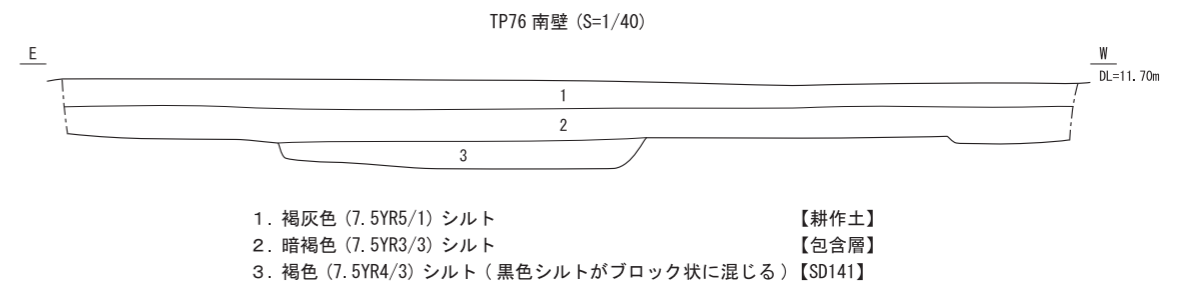 TP76 南壁 (S=1/40)
E
W
DL=11.70m
1
2
3
1. 褐灰色 (7.5YR5/1) シルト 【耕作土】
2. 暗褐色 (7.5YR3/3) シルト 【包含層】
3. 褐色 (7.5YR4/3) シルト ( 黒色シルトがブロック状に混じる )【SD141】